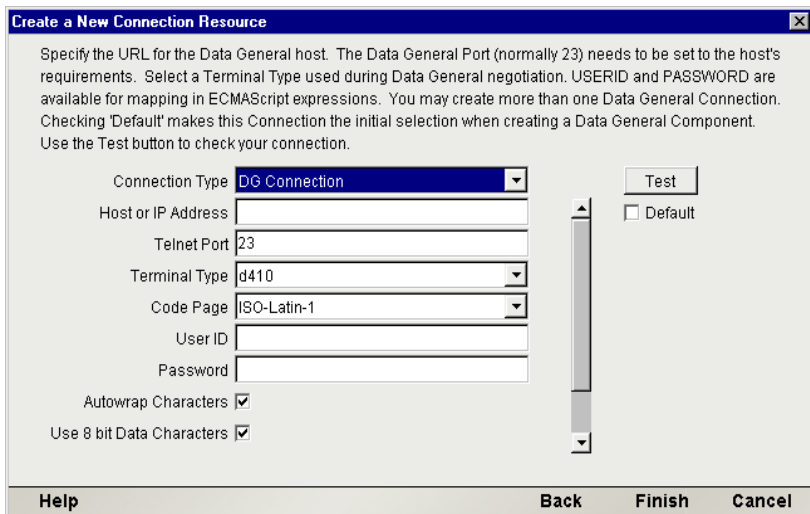 Create a New Connection Resource
Specify the URL for the Data General host. The Data General Port (normally 23) needs to be set to the host's
requirements. Select a Terminal Type used during Data General negotiation. USERID and PASSWORD are
available for mapping in ECMAScript expressions. You may create more than one Data General Connection.
Checking 'Default' makes this Connection the initial selection when creating a Data General Component.
Use the Test button to check your connection.
Connection Type DG Connection Test
Host or IP Address Default
Telnet Port 23
Terminal Type d410
Code Page ISO-Latin-1
User ID
Password
Autowrap Characters
Use 8 bit Data Characters
Help Back Finish Cancel